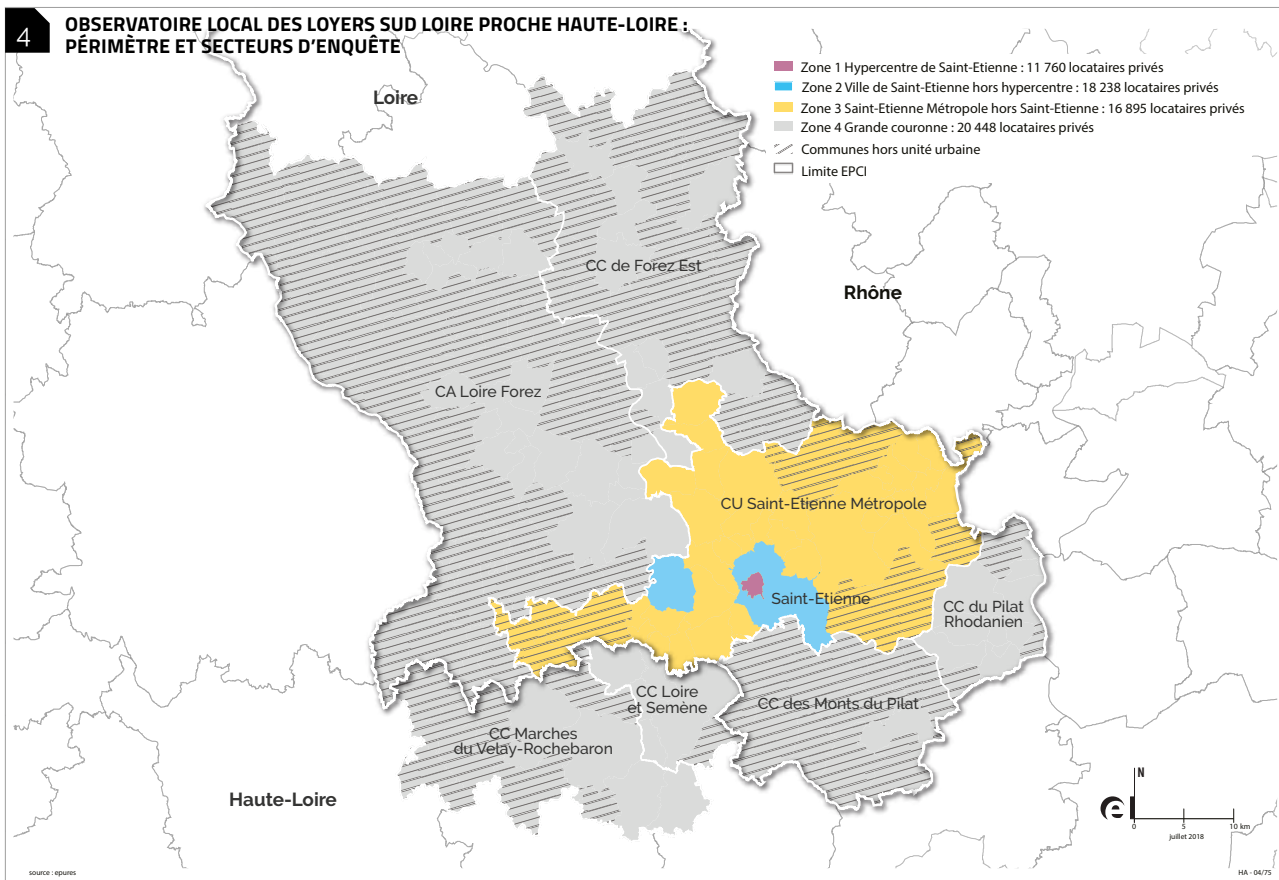 4
OBSERVATOIRE LOCAL DES LOYERS SUD LOIRE PROCHE HAUTE-LOIRE :
PÉRIMÈTRE ET SECTEURS D'ENQUÊTE
Zone 1 Hypercentre de Saint-Etienne : 11 760 locataires privés
Zone 2 Ville de Saint-Etienne hors hypercentre : 18 238 locataires privés
Zone 3 Saint-Etienne Métropole hors Saint-Etienne : 16 895 locataires privés
Zone 4 Grande couronne : 20 448 locataires privés
Communes hors unité urbaine
Limite EPCI
Loire
CC de Forez Est
Rhône
CA Loire Forez
CU Saint-Etienne Métropole
Saint-Etienne
CC du Pilat
Rhodanien
CC Loire
et Semène
CC des Monts du Pilat
CC Marches
du Velay-Rochebaron
Haute-Loire
N
0 5 10 km
juillet 2018
source : epures
HA - 04/75